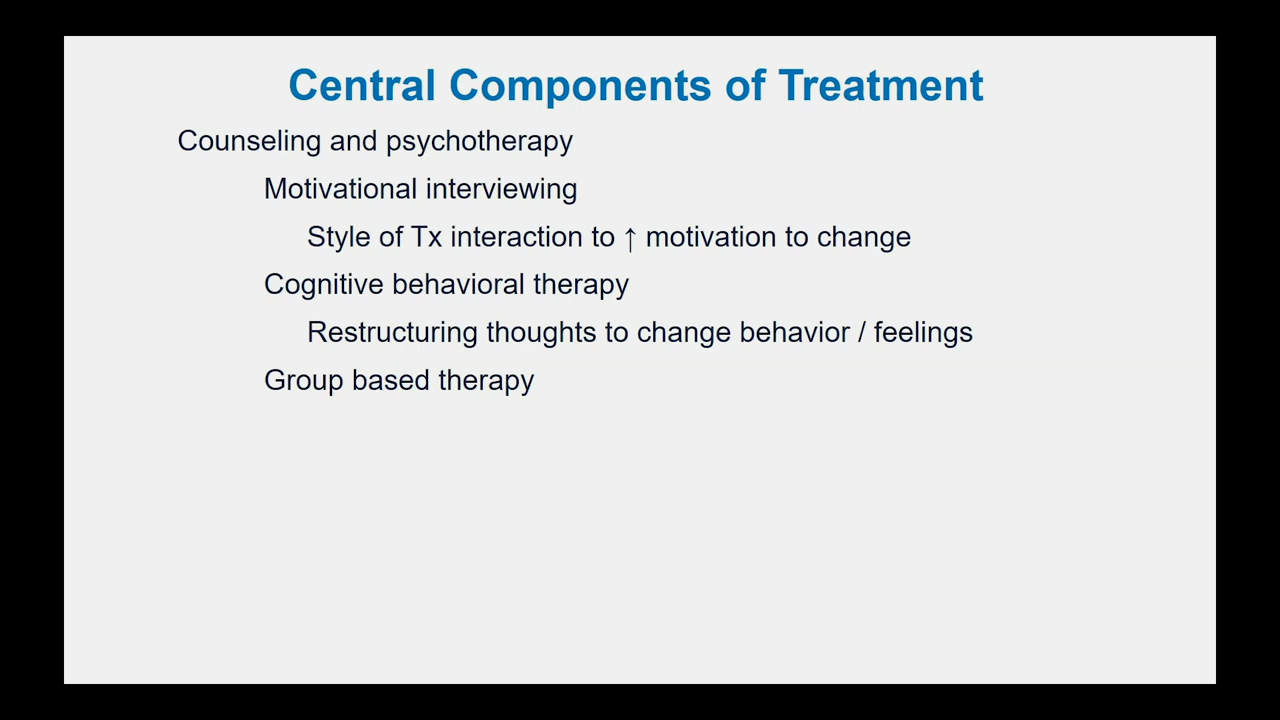 Central Components of Treatment
Counseling and psychotherapy
Motivational interviewing
Style of Tx interaction to ↑ motivation to change
Cognitive behavioral therapy
Restructuring thoughts to change behavior / feelings
Group based therapy